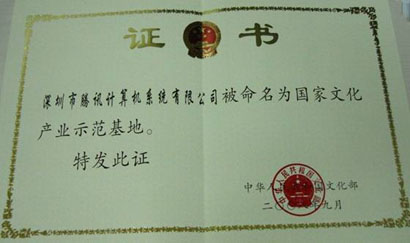 证书
深圳市腾讯计算机系统有限公司被命名为国家文化
产业示范基地。
特发此证
中华人民共和国文化部
九月